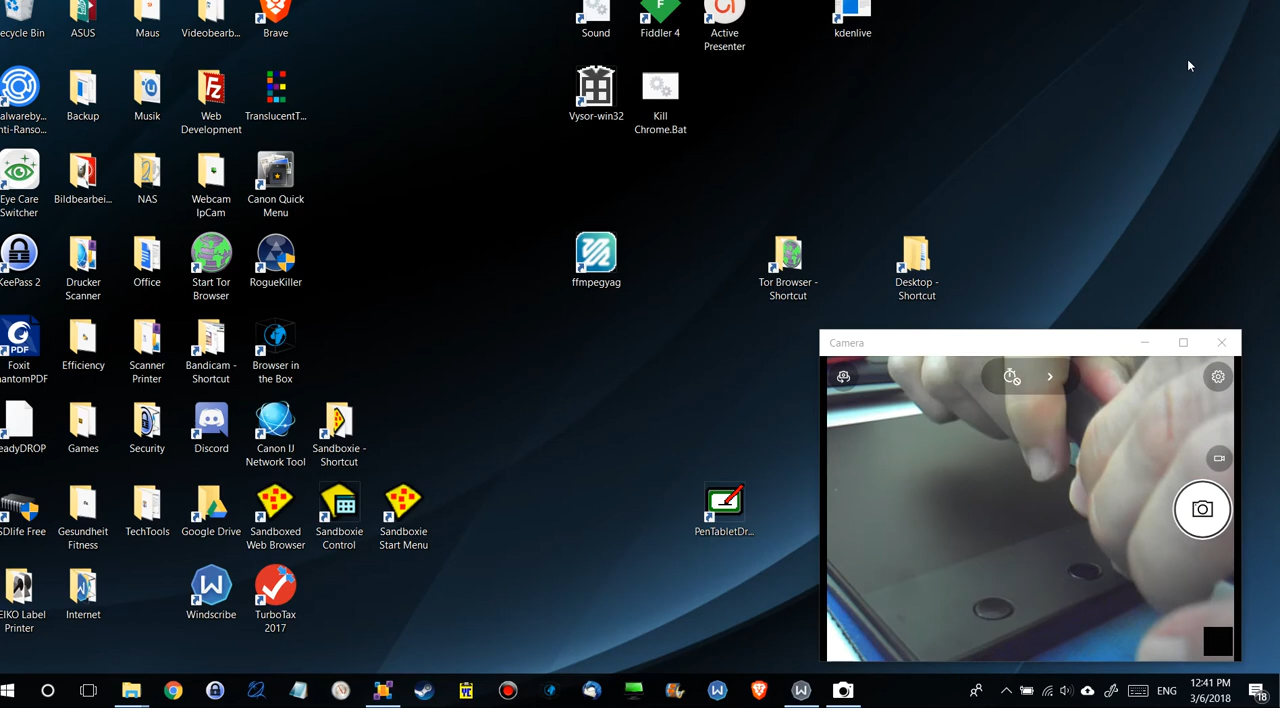 ecycle Bin
ASUS
Maus
Videobearb...
Brave
Sound
Fiddler 4
Active
Presenter
kdenlive
alwareby...
nti-Ranso...
Backup
Musik
Web
Development
TranslucentT...
Vysor-win32
Kill
Chrome.Bat
Eye Care
Switcher
Bildbearbei...
NAS
Webcam
IpCam
Canon Quick
Menu
KeePass 2
Drucker
Scanner
Office
Start Tor
Browser
RogueKiller
ffmpegyag
Tor Browser -
Shortcut
Desktop -
Shortcut
PDF
Foxit
hantomPDF
Efficiency
Scanner
Printer
Bandicam -
Shortcut
Browser in
the Box
Camera
eadyDROP
Games
Security
Discord
Canon IJ
Network Tool
Sandboxie -
Shortcut
SDlife Free
Gesundheit
Fitness
TechTools
Google Drive
Sandboxed
Web Browser
Sandboxie
Control
Sandboxie
Start Menu
PenTabletDr...
EIKO Label
Printer
Internet
Windscribe
TurboTax
2017
ENG
12:41 PM
3/6/2018
18